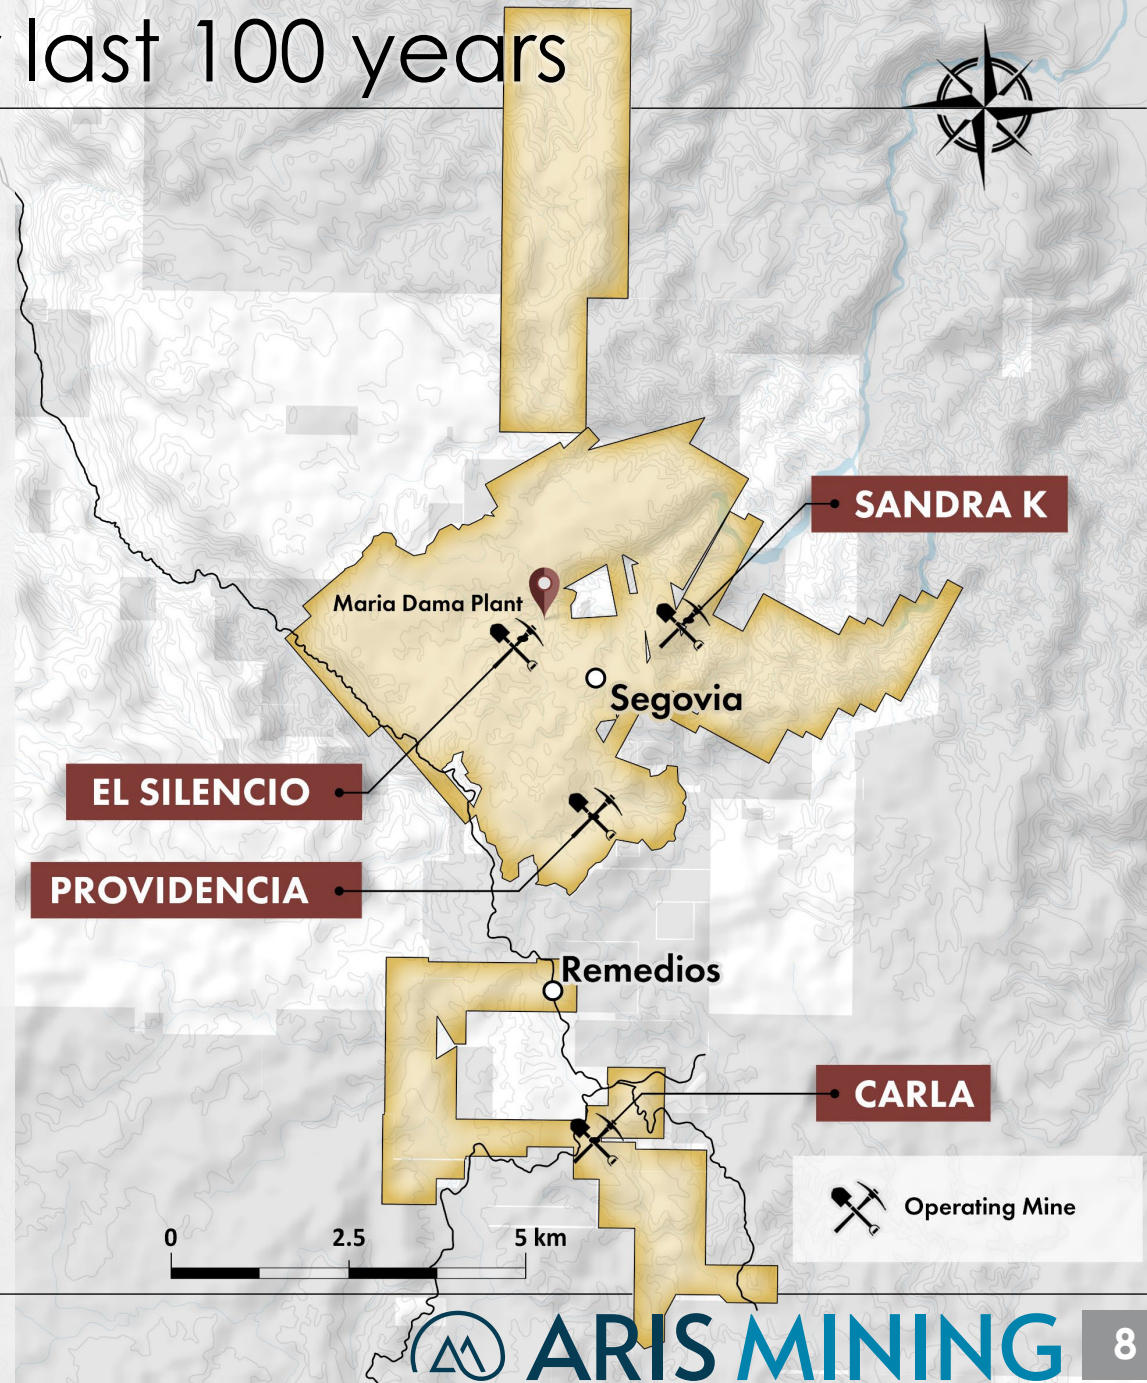 last 100 years
SANDRA K
Maria Dama Plant
Segovia
EL SILENCIO
PROVIDENCIA
Remedios
CARLA
Operating Mine
0 2.5 5 km
ARIS MINING
8